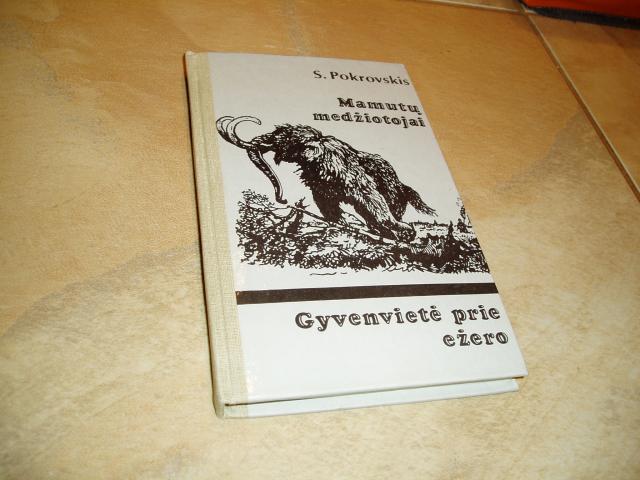 S. Pokrovskis
Mamutų
medžiotojai
Gyvenvietė prie
ežero